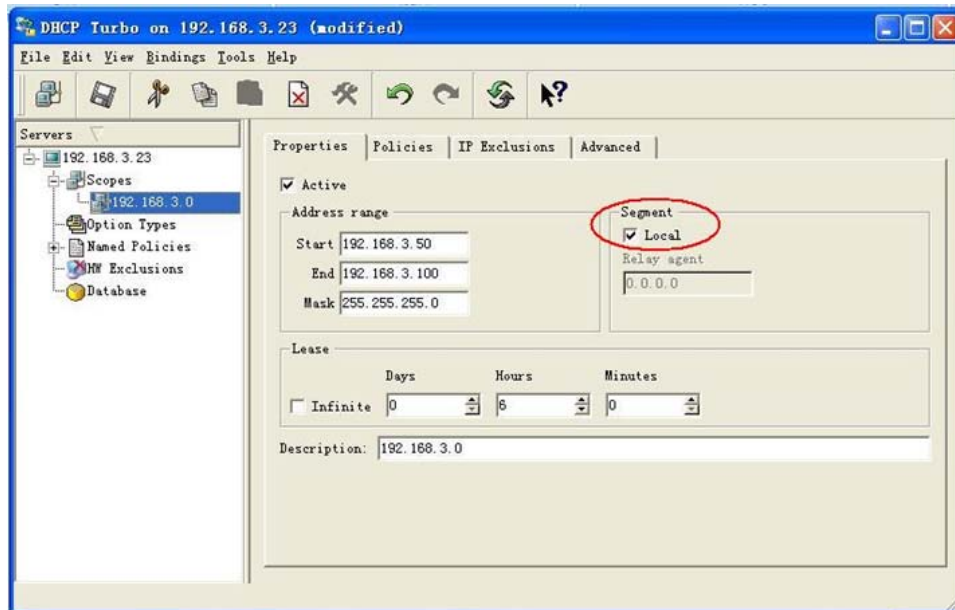 DHCP Turbo on 192.168.3.23 (modified)
File Edit View Bindings Tools Help
Servers
192.168.3.23
Scopes
192.168.3.0
Option Types
Named Policies
HW Exclusions
Database
Properties Policies IP Exclusions Advanced
Active
Address range
Start 192.168.3.50
End 192.168.3.100
Mask 255.255.255.0
Segment
Local
Relay agent
0.0.0.0
Lease
Days Hours Minutes
Infinite 0 6 0
Description: 192.168.3.0